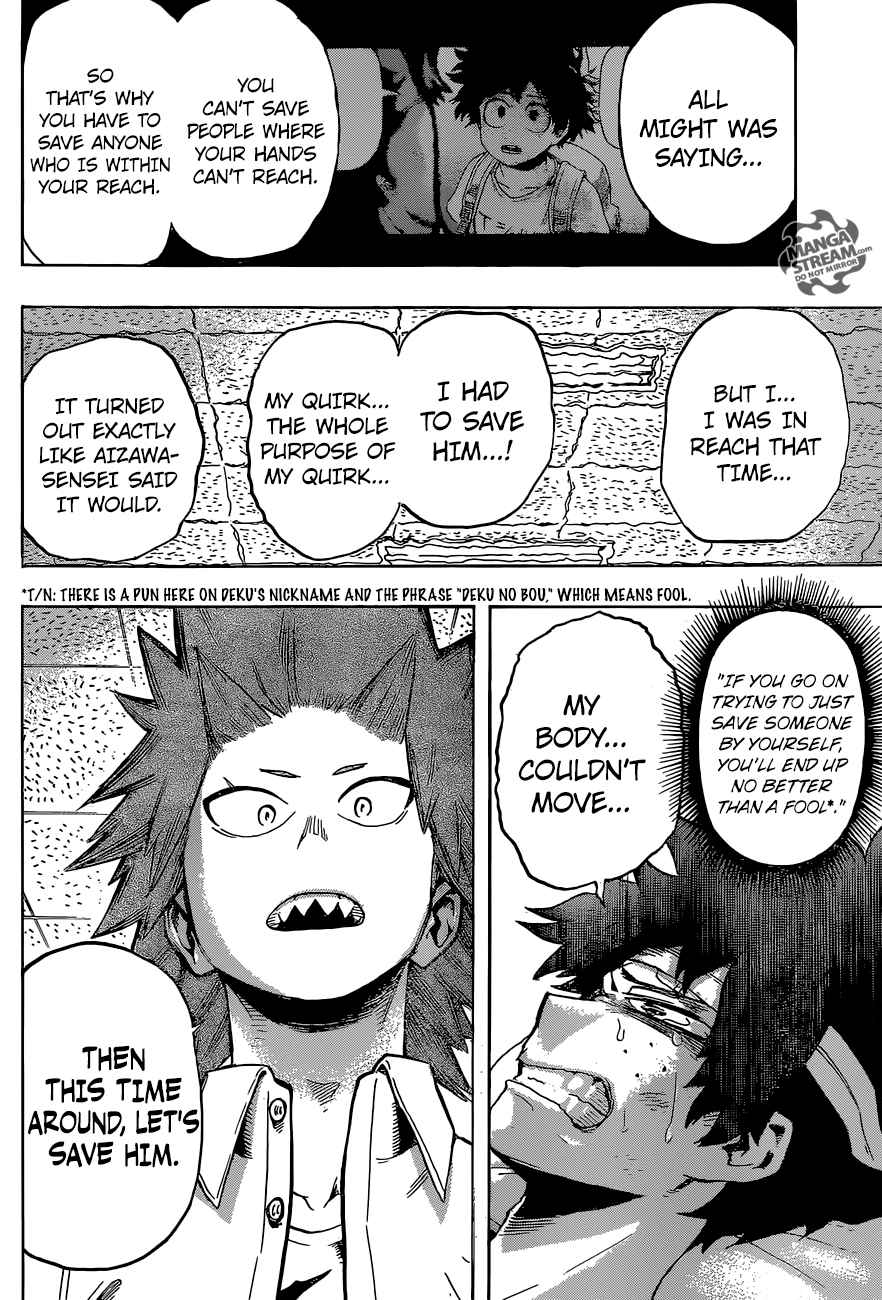 ALL
MIGHT WAS
SAYING...
YOU
CAN'T SAVE
PEOPLE WHERE
YOUR HANDS
CAN'T REACH.
SO
THAT'S WHY
YOU HAVE TO
SAVE ANYONE
WHO IS WITHIN
YOUR REACH.
MANGA
STREAM.com
DO NOT MIRROR
BUT I...
I WAS IN
REACH THAT
TIME...
I HAD
TO SAVE
HIM...!
MY QUIRK...
THE WHOLE
PURPOSE OF
MY QUIRK...
IT TURNED
OUT EXACTLY
LIKE AIZAWA-
SENSEI SAID
IT WOULD.
*T/N: THERE IS A PUN HERE ON DEKU'S NICKNAME AND THE PHRASE "DEKU NO BOU," WHICH MEANS FOOL.
"IF YOU GO ON
TRYING TO JUST
SAVE SOMEONE
BY YOURSELF,
YOU'LL END UP
NO BETTER
THAN A FOOL*."
MY
BODY...
COULDN'T
MOVE...
THEN
THIS TIME
AROUND, LET'S
SAVE HIM.